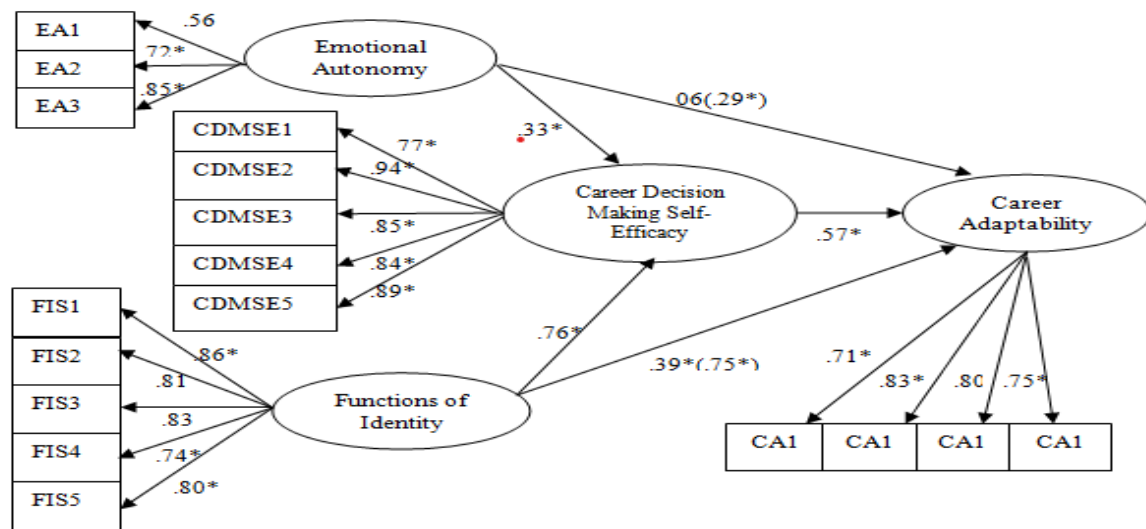 EA1
EA2
EA3
.56
.72*
.85*
Emotional
Autonomy
.06(.29*)
.33*
CDMSE1
CDMSE2
CDMSE3
CDMSE4
CDMSE5
.77*
.94*
.85*
.84*
.89*
Career Decision
Making Self-
Efficacy
.57*
Career
Adaptability
FIS1
FIS2
FIS3
FIS4
FIS5
.86*
.81
.83
.74*
.80*
Functions of
Identity
.76*
.39*(.75*)
.71*
.83*
.80
.75*
CA1
CA1
CA1
CA1